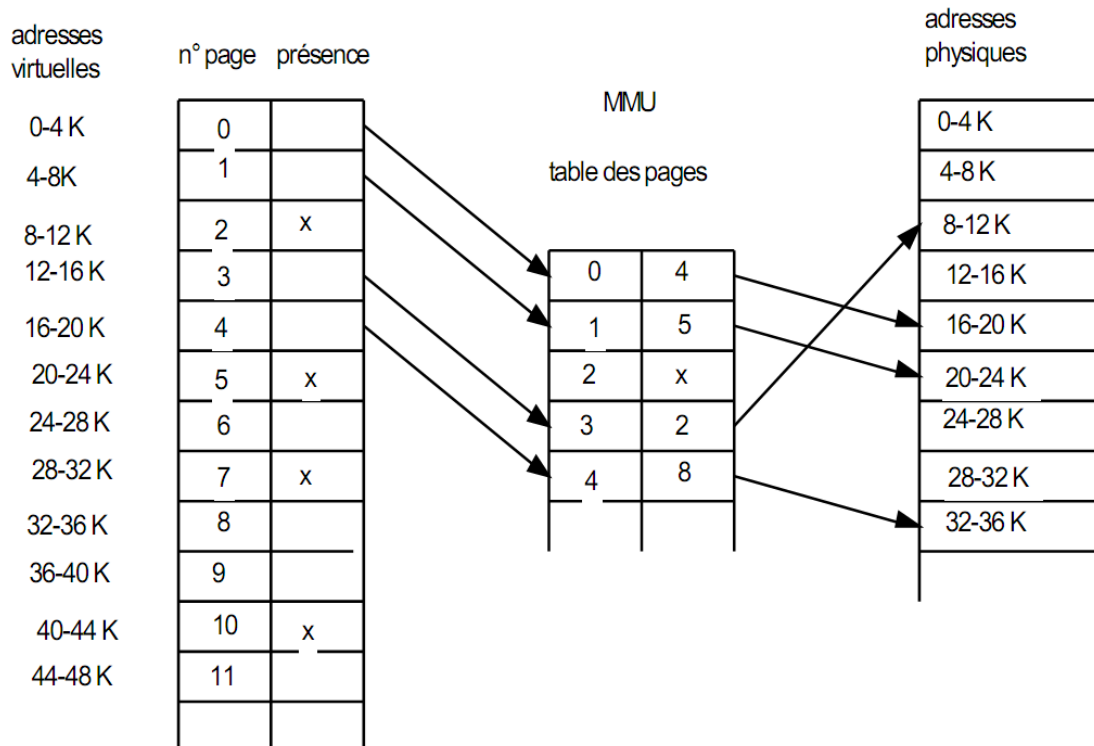 adresses
virtuelles
n° page présence
MMU
table des pages
adresses
physiques
0-4 K 0
4-8K 1
8-12 K 2 x
12-16 K 3
16-20 K 4
20-24 K 5 x
24-28 K 6
28-32 K 7 x
32-36 K 8
36-40 K 9
40-44 K 10 x
44-48 K 11
0 4
1 5
2 x
3 2
4 8
0-4 K
4-8 K
8-12 K
12-16 K
16-20 K
20-24 K
24-28 K
28-32 K
32-36 K